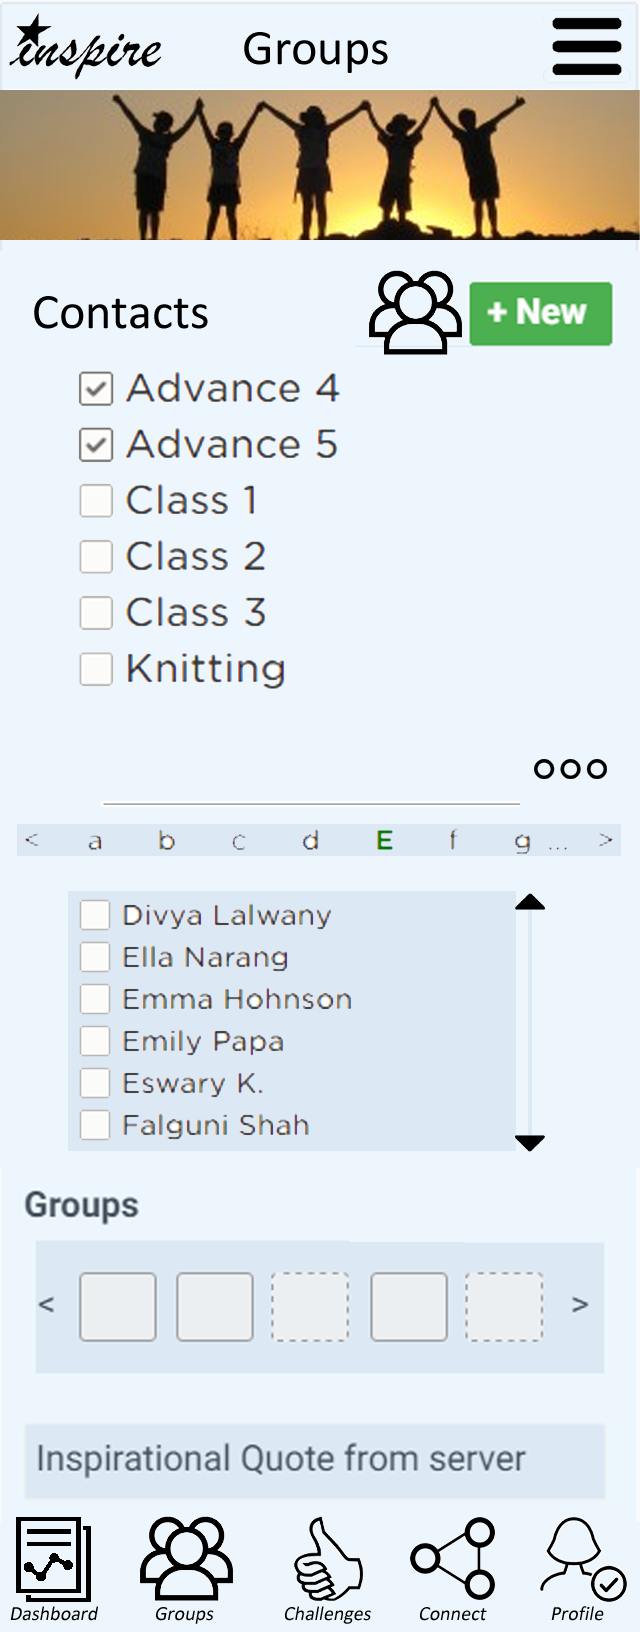 inspire Groups
Contacts + New
Advance 4
Advance 5
Class 1
Class 2
Class 3
Knitting
< a b c d E f g ... >
Divya Lalwany
Ella Narang
Emma Hohnson
Emily Papa
Eswary K.
Falguni Shah
Groups
< >
Inspirational Quote from server
Dashboard Groups Challenges Connect Profile